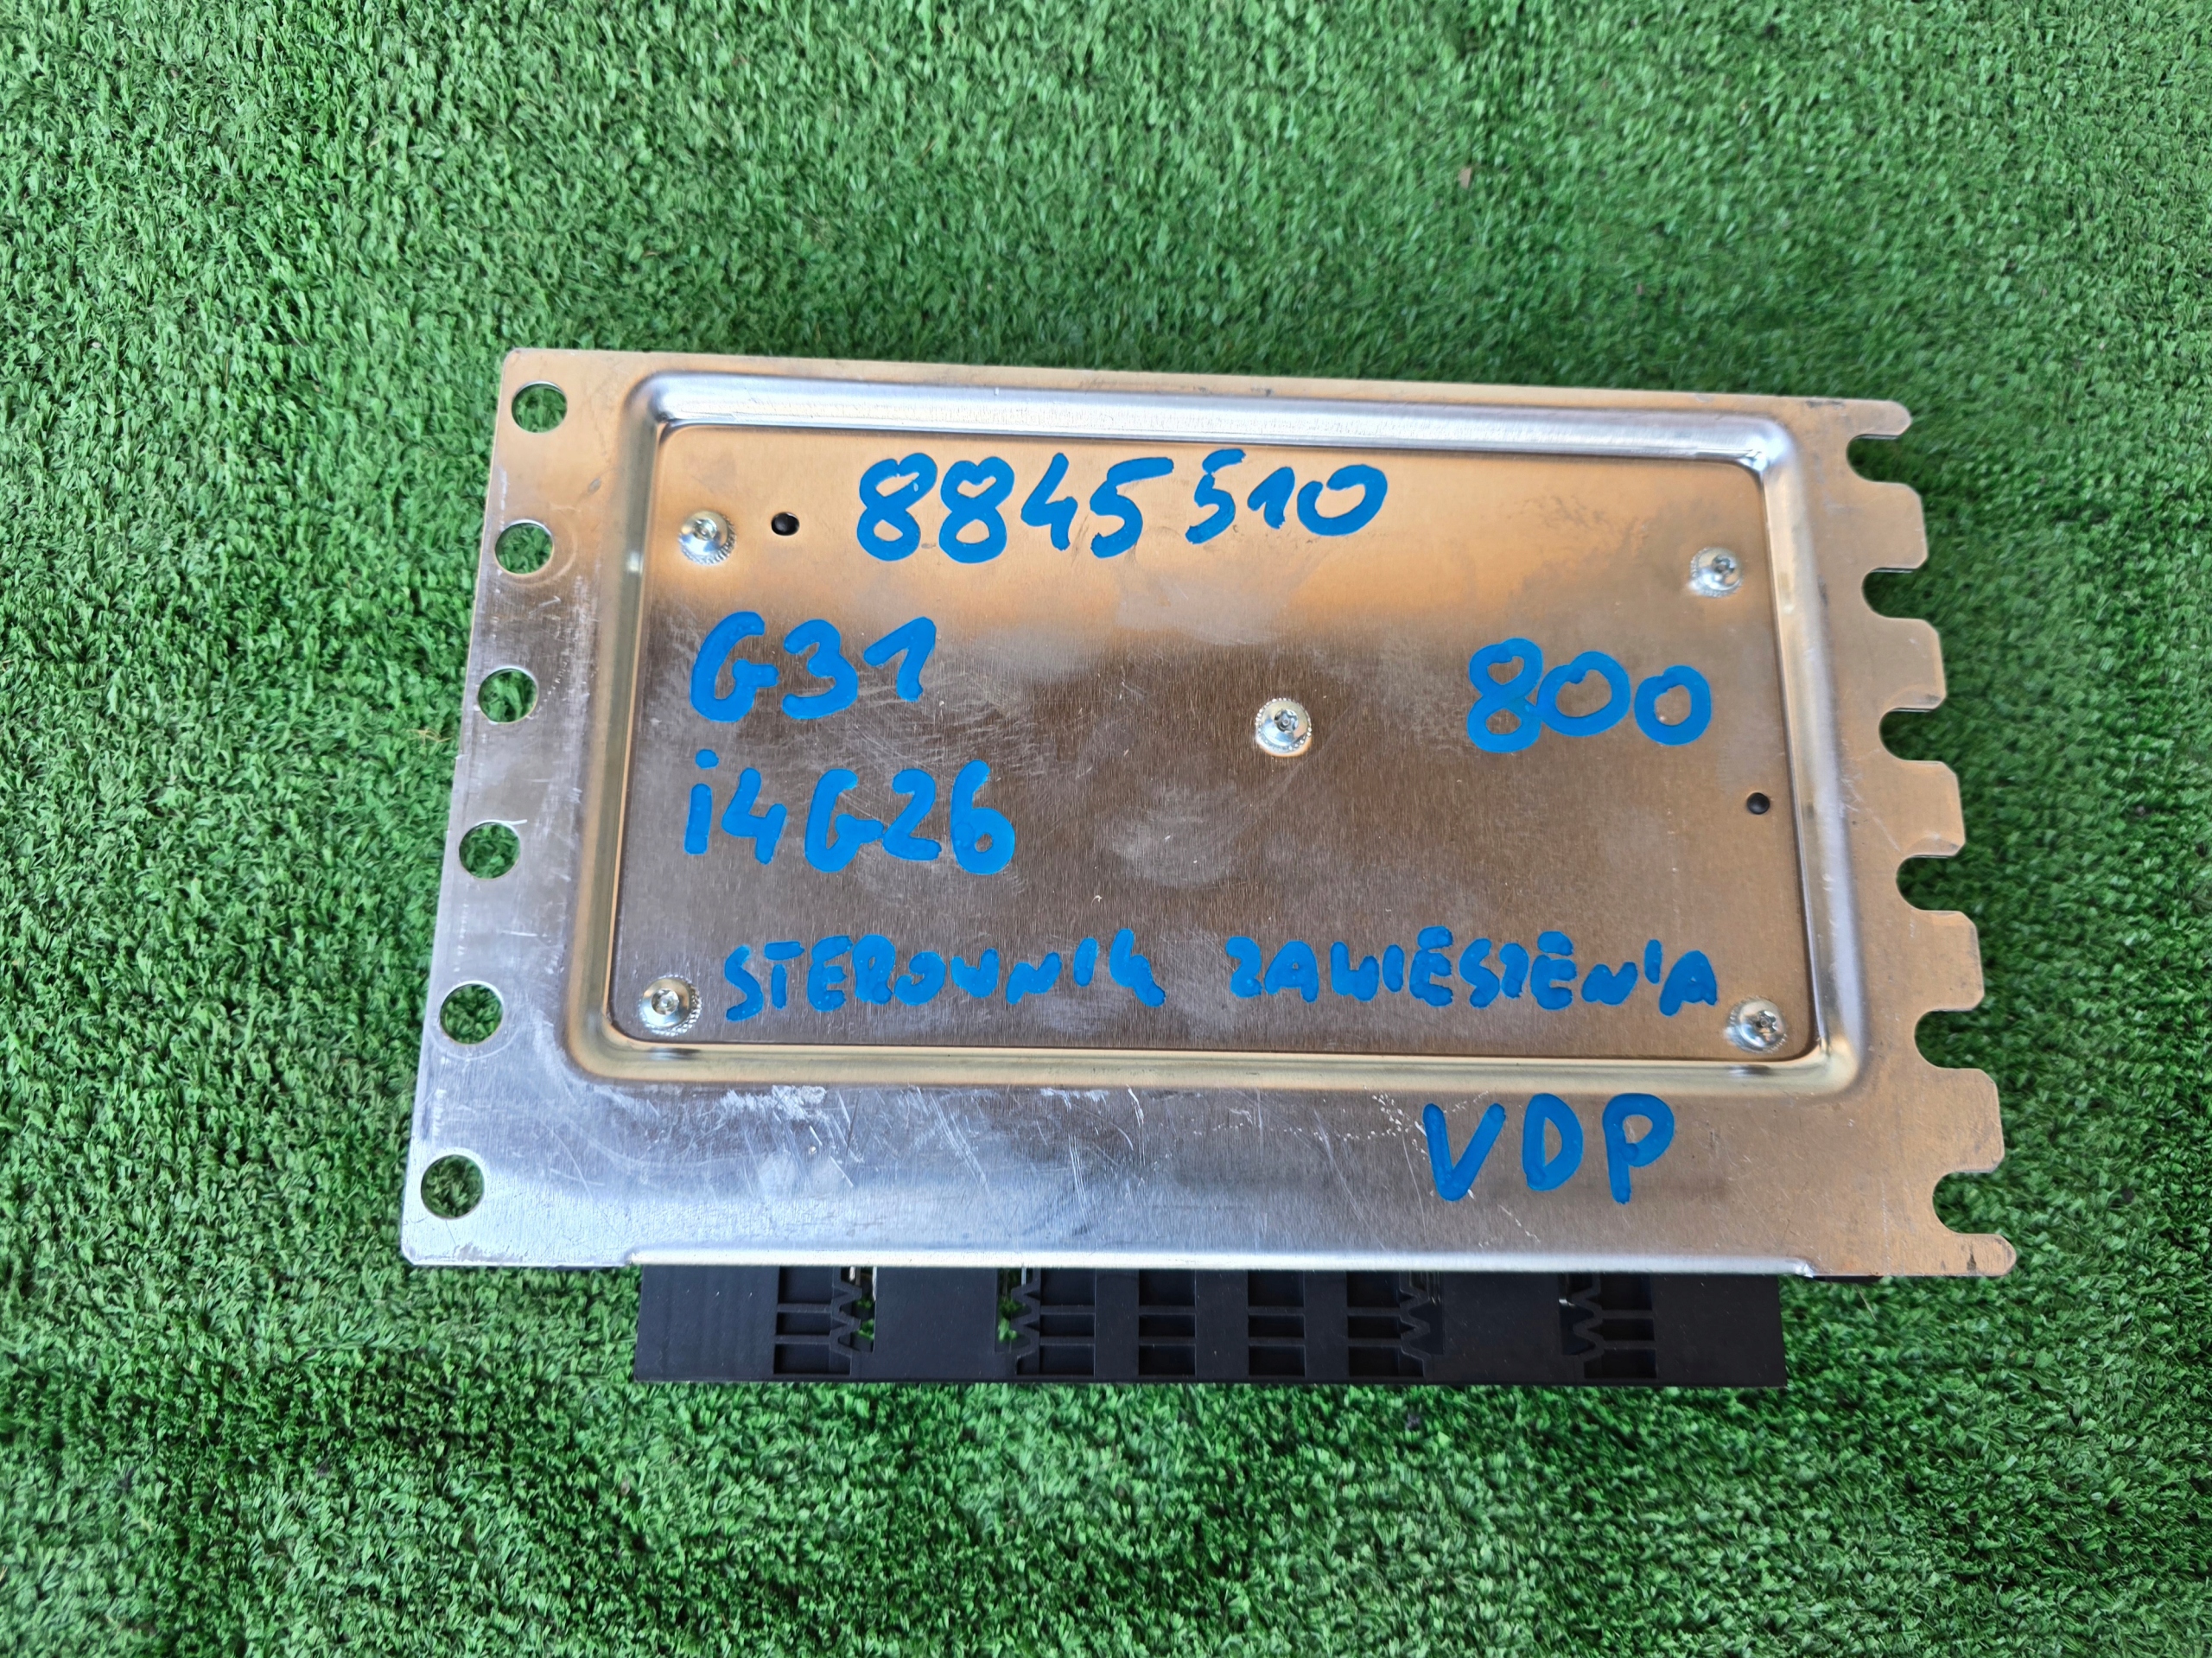 8845510
G31
800
i4G26
STEROWNIK ZAWIESZENIA
VDP